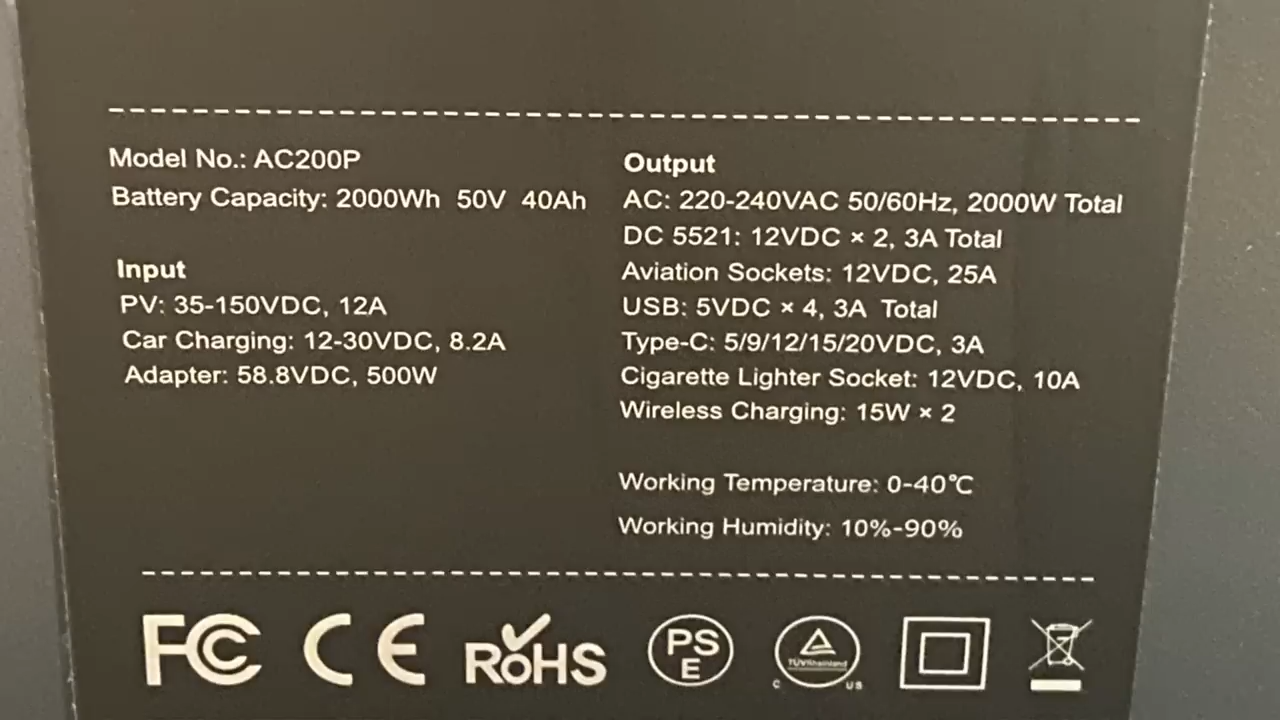 Model No.: AC200P
Battery Capacity: 2000Wh 50V 40Ah
Input
PV: 35-150VDC, 12A
Car Charging: 12-30VDC, 8.2A
Adapter: 58.8VDC, 500W
Output
AC: 220-240VAC 50/60Hz, 2000W Total
DC 5521: 12VDC × 2, 3A Total
Aviation Sockets: 12VDC, 25A
USB: 5VDC × 4, 3A Total
Type-C: 5/9/12/15/20VDC, 3A
Cigarette Lighter Socket: 12VDC, 10A
Wireless Charging: 15W × 2
Working Temperature: 0-40℃
Working Humidity: 10%-90%
FC CE RoHS PSE TÜVRheinland C US